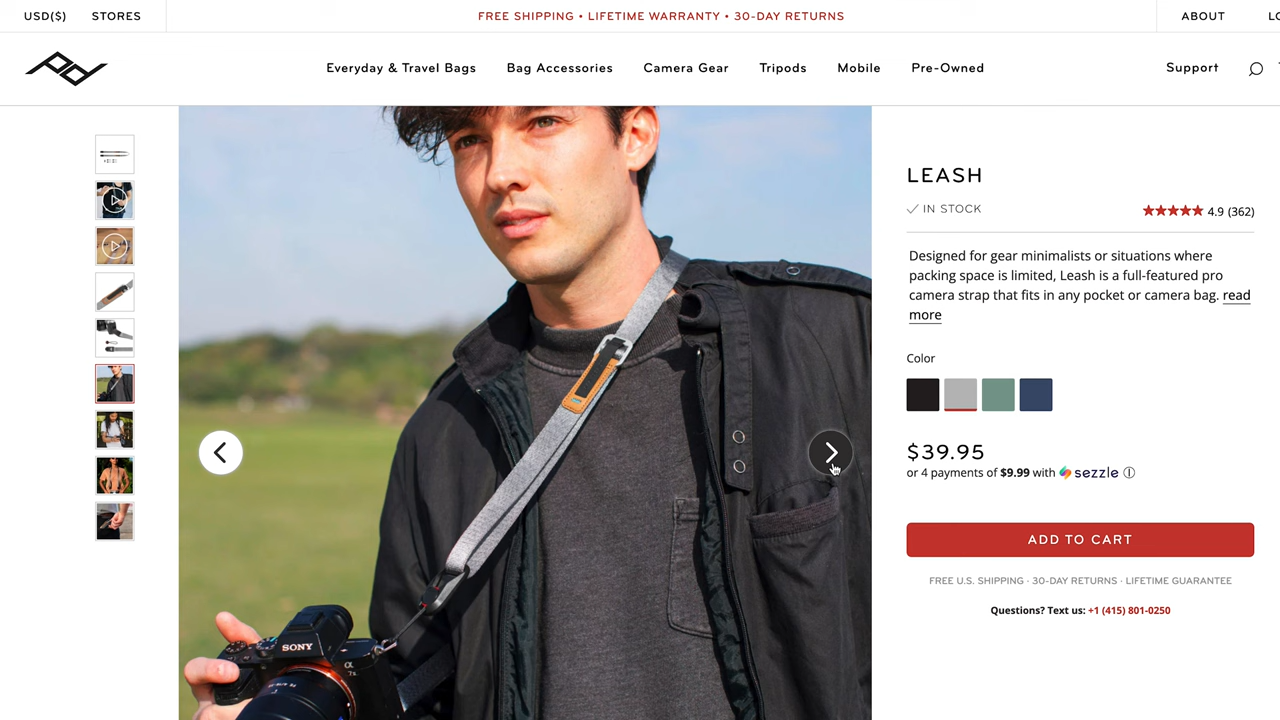 USD($) STORES FREE SHIPPING • LIFETIME WARRANTY • 30-DAY RETURNS ABOUT
Everyday & Travel Bags Bag Accessories Camera Gear Tripods Mobile Pre-Owned Support
LEASH
IN STOCK 4.9 (362)
Designed for gear minimalists or situations where
packing space is limited, Leash is a full-featured pro
camera strap that fits in any pocket or camera bag. read
more
Color
$39.95
or 4 payments of $9.99 with sezzle
ADD TO CART
FREE U.S. SHIPPING · 30-DAY RETURNS · LIFETIME GUARANTEE
Questions? Text us: +1 (415) 801-0250
SONY
α
7s